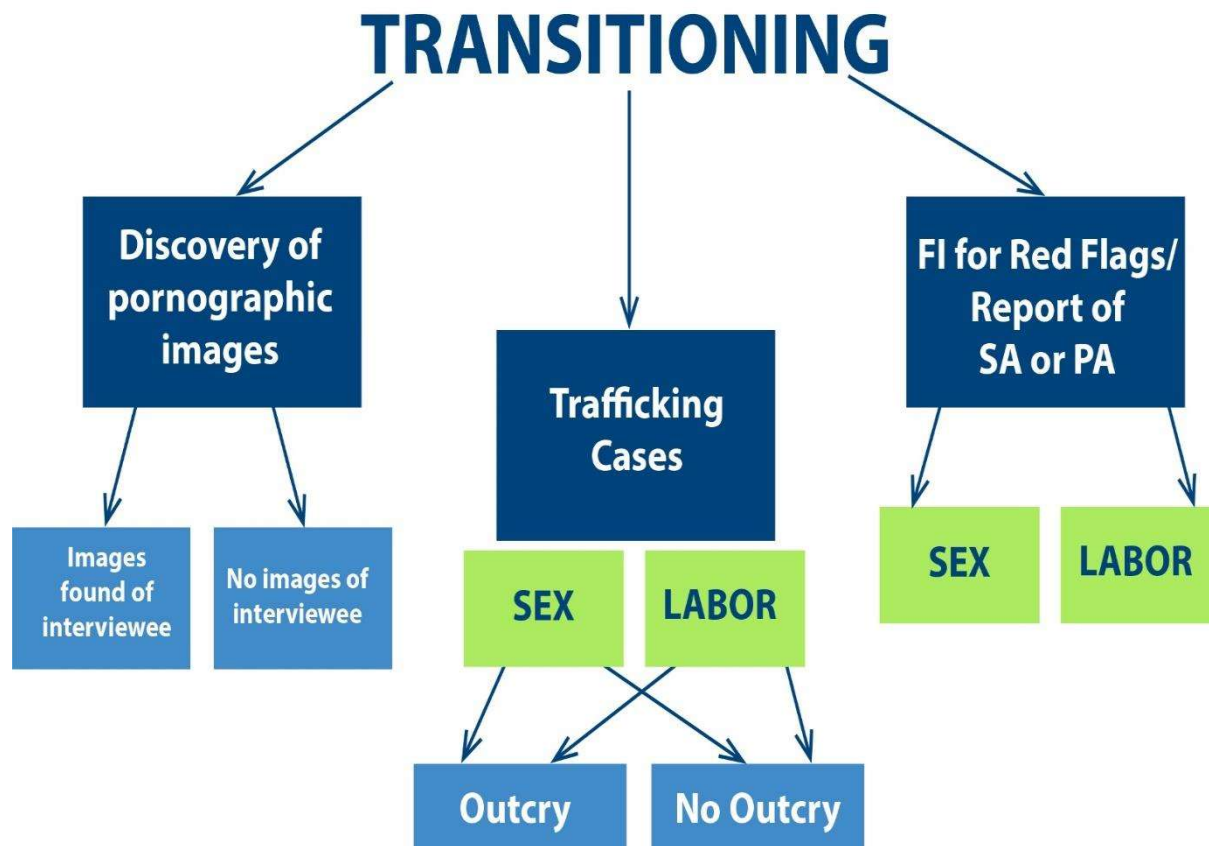 TRANSITIONING
Discovery of
pornographic
images
FI for Red Flags/
Report of
SA or PA
Trafficking
Cases
Images
found of
interviewee
No images of
interviewee
SEX
LABOR
SEX
LABOR
Outcry
No Outcry